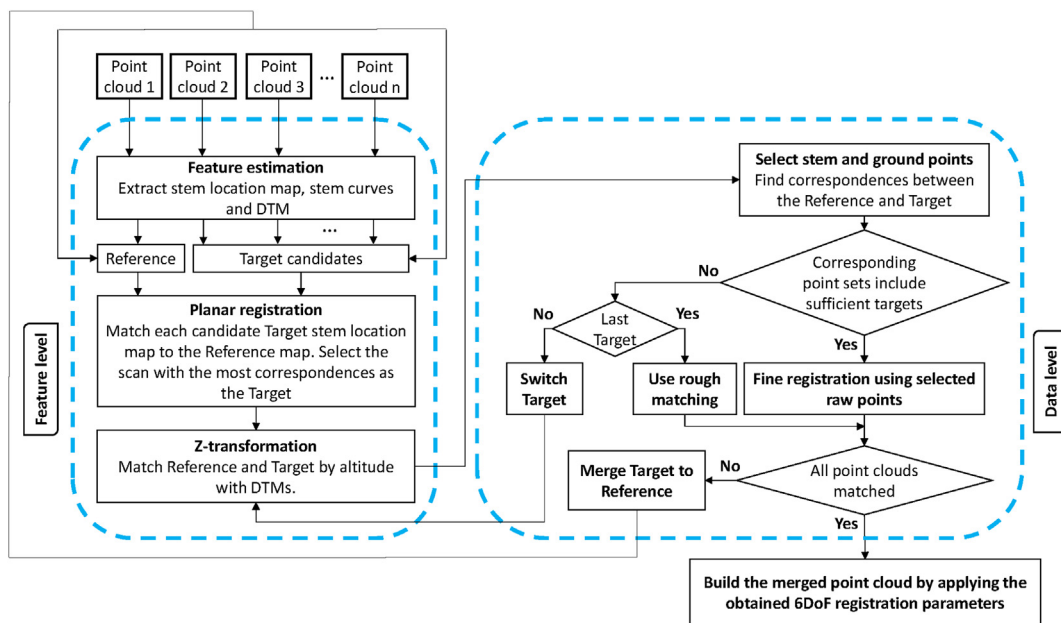 Point
cloud 1
Point
cloud 2
Point
cloud 3
...
Point
cloud n
Feature estimation
Extract stem location map, stem curves
and DTM
...
Reference
Target candidates
Planar registration
Match each candidate Target stem location
map to the Reference map. Select the
scan with the most correspondences as
the Target
Z-transformation
Match Reference and Target by altitude
with DTMs.
Feature level
Select stem and ground points
Find correspondences between
the Reference and Target
Corresponding
point sets include
sufficient targets
No
Yes
Last
Target
No
Yes
Switch
Target
Use rough
matching
Fine registration using selected
raw points
All point clouds
matched
No
Yes
Merge Target to
Reference
Data level
Build the merged point cloud by applying the
obtained 6DoF registration parameters